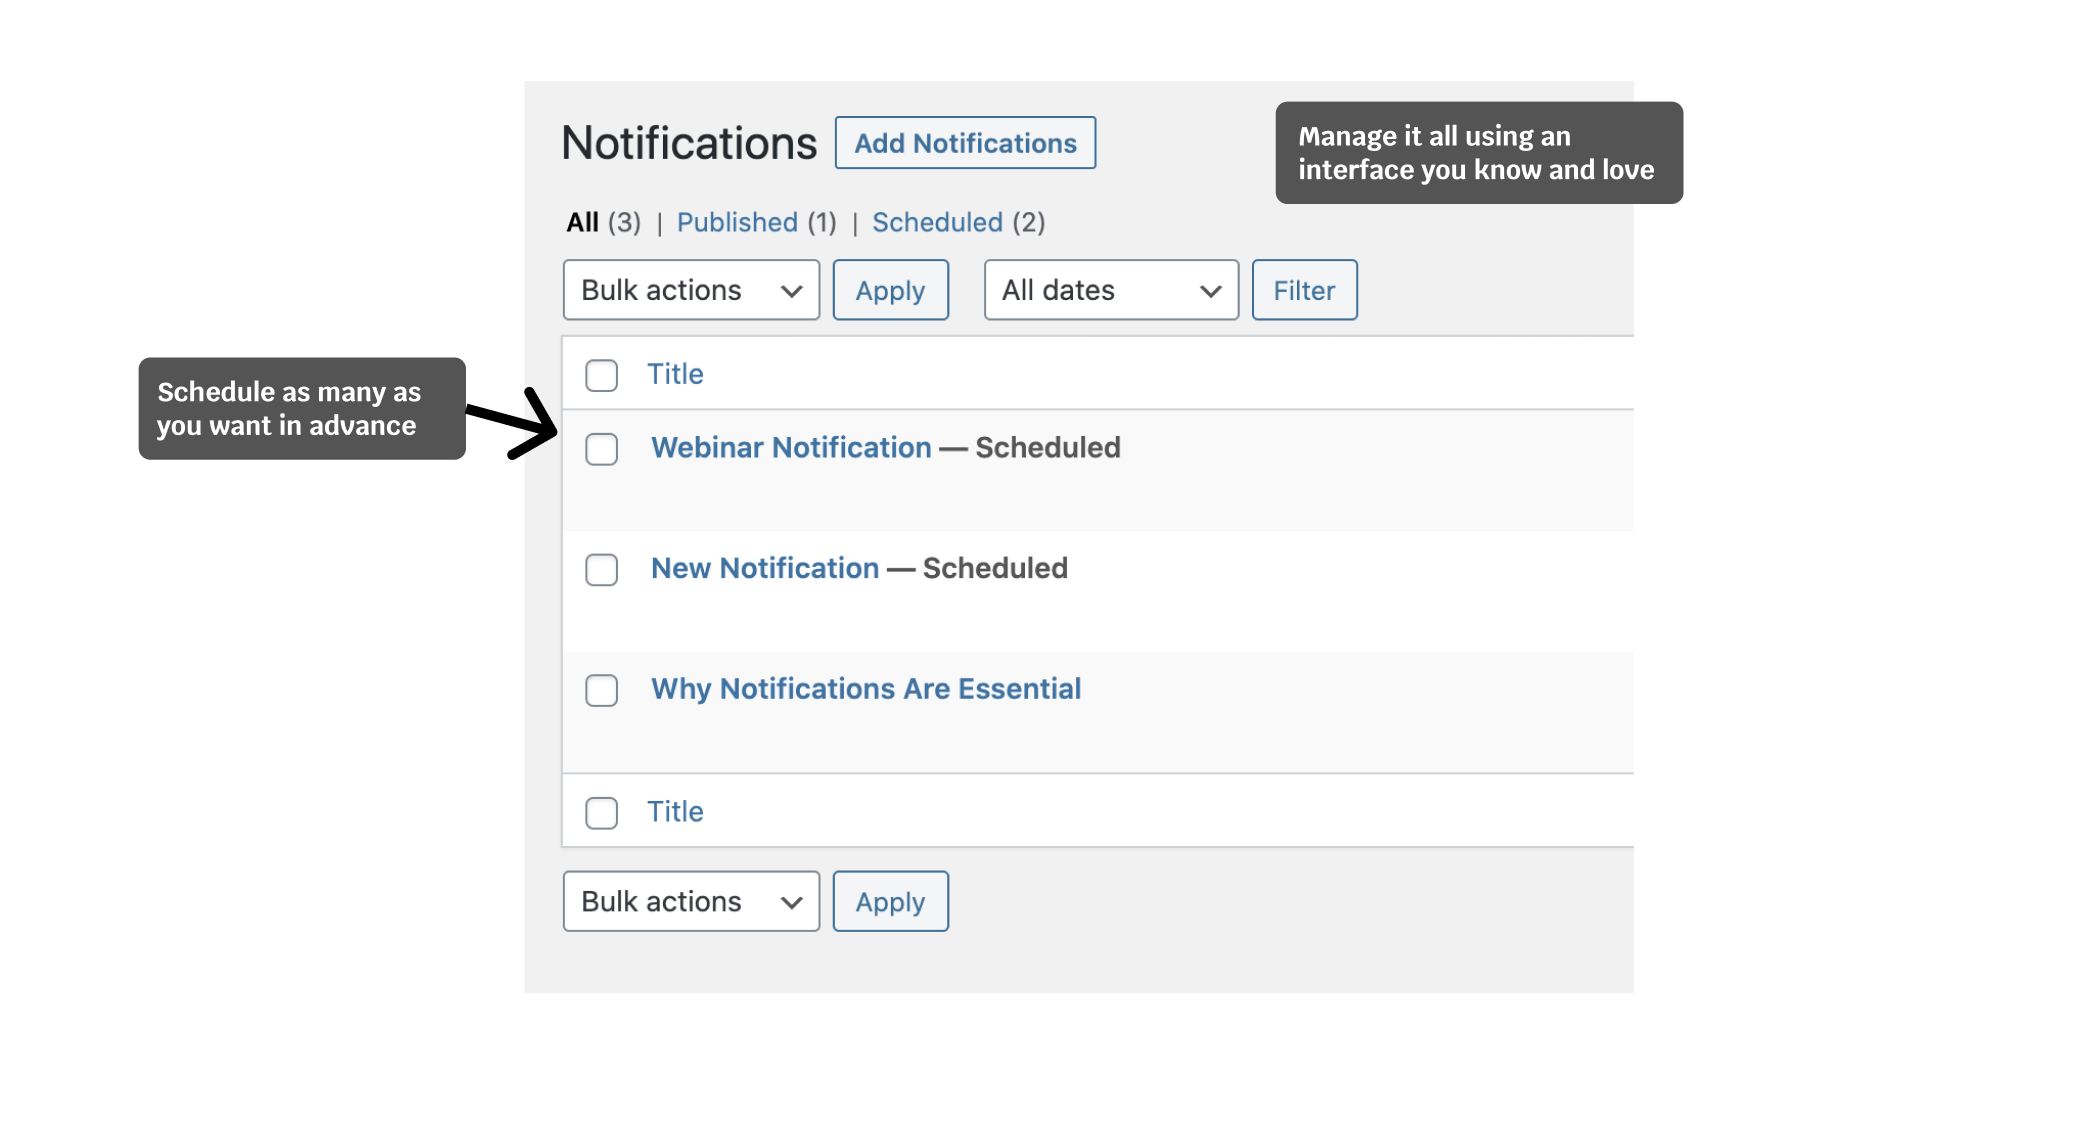 Notifications Add Notifications
Manage it all using an
interface you know and love
All (3) | Published (1) | Scheduled (2)
Bulk actions Apply All dates Filter
Title
Schedule as many as
you want in advance
Webinar Notification — Scheduled
New Notification — Scheduled
Why Notifications Are Essential
Title
Bulk actions Apply